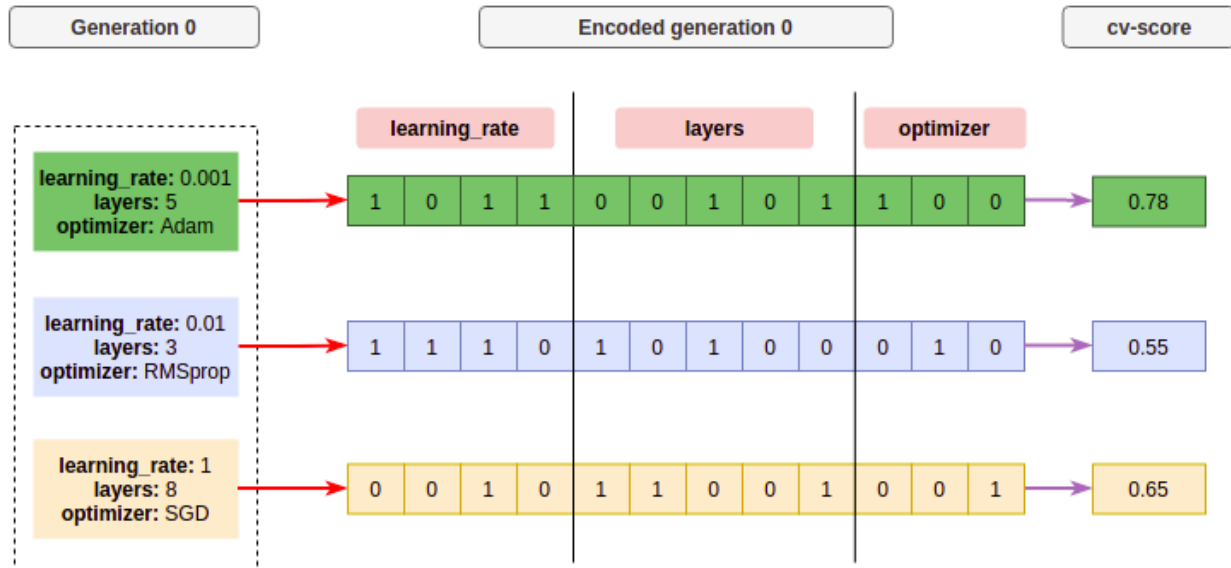 Generation 0
Encoded generation 0
cv-score
learning_rate
layers
optimizer
learning_rate: 0.001
layers: 5
optimizer: Adam
1 0 1 1 0 0 1 0 1 1 0 0
0.78
learning_rate: 0.01
layers: 3
optimizer: RMSprop
1 1 1 0 1 0 1 0 0 0 1 0
0.55
learning_rate: 1
layers: 8
optimizer: SGD
0 0 1 0 1 1 0 0 1 0 0 1
0.65